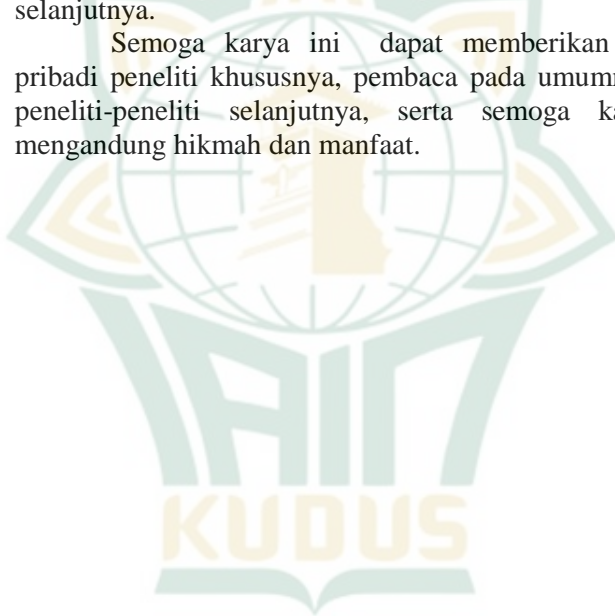 selanjutnya.
Semoga karya ini dapat memberikan
pribadi peneliti khususnya, pembaca pada umum
peneliti-peneliti selanjutnya, serta semoga ka
mengandung hikmah dan manfaat.
IAIN
KUDUS